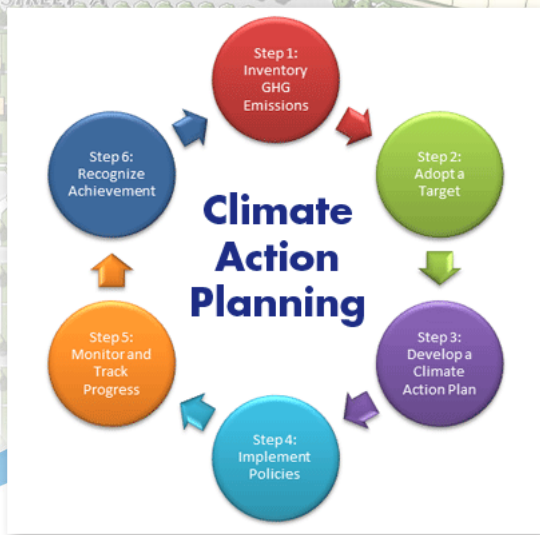 Step 1:
Inventory
GHG
Emissions
Step 2:
Adopt a
Target
Step 3:
Develop a
Climate
Action Plan
Step 4:
Implement
Policies
Step 5:
Monitor and
Track
Progress
Step 6:
Recognize
Achievement
Climate
Action
Planning